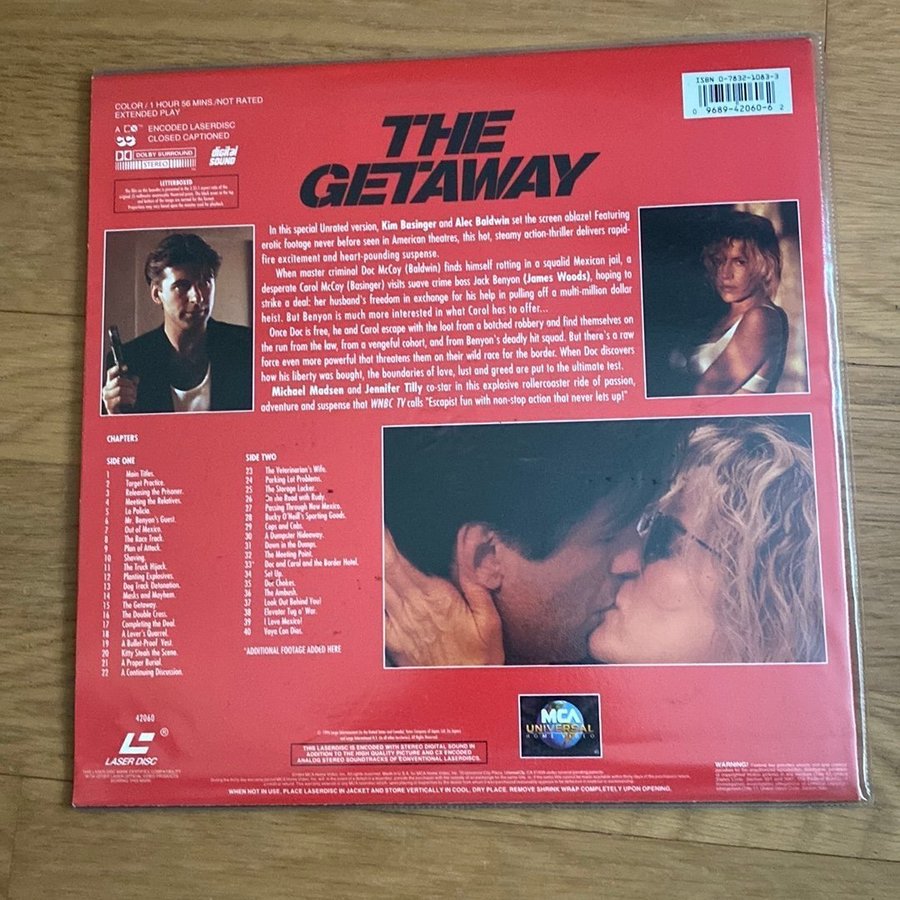 COLOR / 1 HOUR 56 MINS /NOT RATED
EXTENDED PLAY
ENCODED LASERDISC
CLOSED CAPTIONED
DOLBY SURROUND
STEREO
digital
SOUND
LETTERBOXED
ISBN 0-7832-1083-3
0 9689-42060-6 2
THE
GETAWAY
In this special Unrated version, Kim Basinger and Alec Baldwin set the screen ablaze! Featuring
erotic footage never before seen in American theatres, this hot, steamy action-thriller delivers rapid-
fire excitement and heart-pounding suspense.
When master criminal Doc McCoy (Baldwin) finds himself rotting in a squalid Mexican jail, a
desperate Carol McCoy (Basinger) visits suave crime boss Jack Benyon (James Woods), hoping to
strike a deal: her husband's freedom in exchange for his help in pulling off a multi-million dollar
heist. But Benyon is much more interested in what Carol has to offer...
Once Doc is free, he and Carol escape with the loot from a botched robbery and find themselves on
the run from the law, from a vengeful cohort, and from Benyon's deadly hit squad. But there's a raw
force even more powerful that threatens them on their wild race for the border. When Doc discovers
how his liberty was bought, the boundaries of love, lust and greed are put to the ultimate test.
Michael Madsen and Jennifer Tilly co-star in this explosive rollercoaster ride of passion,
adventure and suspense that WNBC TV calls "Escapist fun with non-stop action that never lets up!"
CHAPTERS
SIDE ONE
1 Main Titles.
2 Target Practice.
3 Releasing the Prisoner.
4 Meeting the Relatives.
5 La Policia.
6 Mr. Benyon's Guest.
7 Out of Mexico.
8 The Race Track.
9 Plan of Attack.
10 Shaving.
11 The Truck Hijack.
12 Planting Explosives.
13 Dog Track Detonation.
14 Masks and Mayhem.
15 The Getaway.
16 The Double Cross.
17 Completing the Deal.
18 A Lover's Quarrel.
19 A Bullet-Proof Vest.
20 Kitty Steals the Scene.
21 A Proper Burial.
22 A Continuing Discussion.
SIDE TWO
23 The Veterinarian's Wife.
24 Parking Lot Problems.
25 The Storage Locker.
26 On the Road with Rudy.
27 Passing Through New Mexico.
28 Bucky O'Neill's Sporting Goods.
29 Cops and Cabs.
30 A Dumpster Hideaway.
31 Down in the Dumps.
32 The Meeting Point.
33* Doc and Carol and the Border Hotel.
34 Set Up.
35 Doc Chokes.
36 The Ambush.
37 Look Out Behind You!
38 Elevator Tug o' War.
39 I Love Mexico!
40 Vaya Con Dios.
*ADDITIONAL FOOTAGE ADDED HERE
42060
LASER DISC
MCA
UNIVERSAL
HOME VIDEO
THIS LASERDISC IS ENCODED WITH STEREO DIGITAL SOUND IN
ADDITION TO THE HIGH QUALITY PICTURE AND CX ENCODED
ANALOG STEREO SOUNDTRACKS OF CONVENTIONAL LASERDISCS.
WHEN NOT IN USE, PLACE LASERDISC IN JACKET AND STORE VERTICALLY IN COOL, DRY PLACE. REMOVE SHRINK WRAP COMPLETELY UPON OPENING.
WARNING!